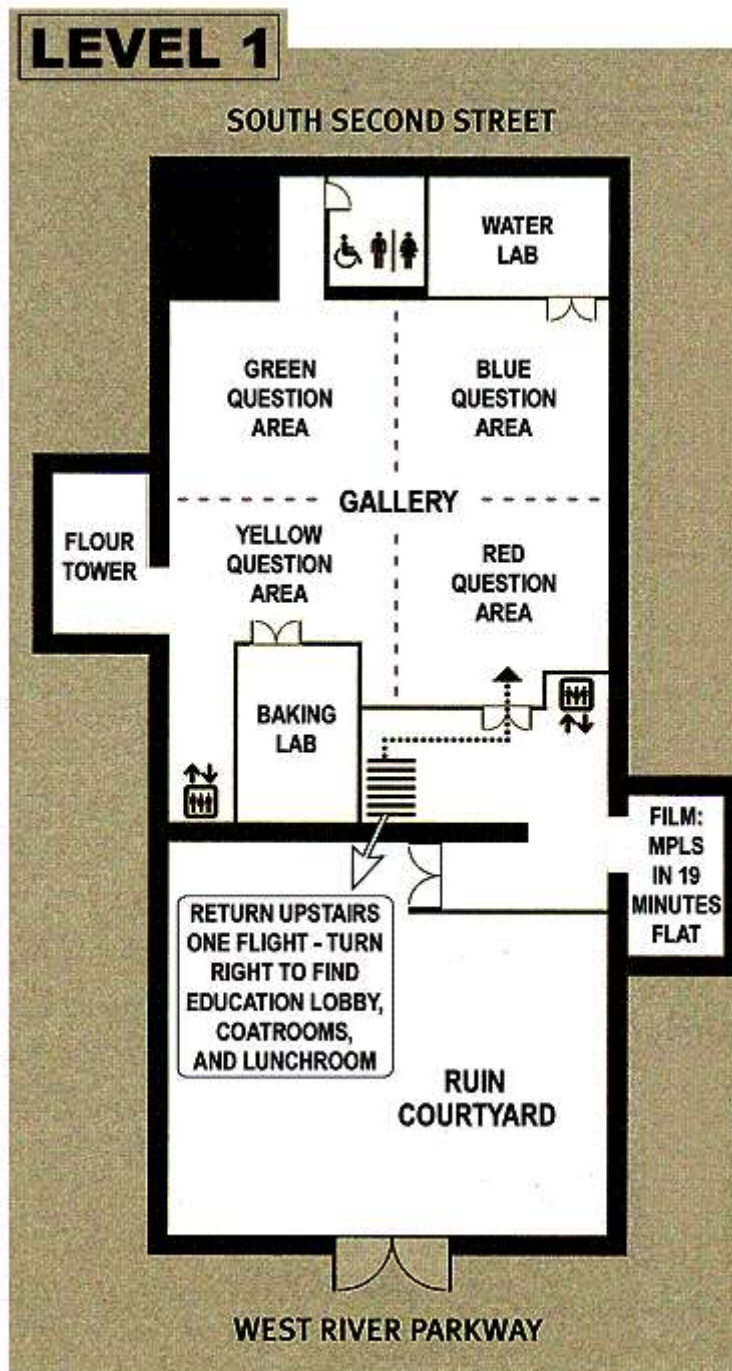 LEVEL 1
SOUTH SECOND STREET
WATER
LAB
GREEN
QUESTION
AREA
BLUE
QUESTION
AREA
GALLERY
FLOUR
TOWER
YELLOW
QUESTION
AREA
RED
QUESTION
AREA
BAKING
LAB
FILM:
MPLS
IN 19
MINUTES
FLAT
RETURN UPSTAIRS
ONE FLIGHT - TURN
RIGHT TO FIND
EDUCATION LOBBY,
COATROOMS,
AND LUNCHROOM
RUIN
COURTYARD
WEST RIVER PARKWAY